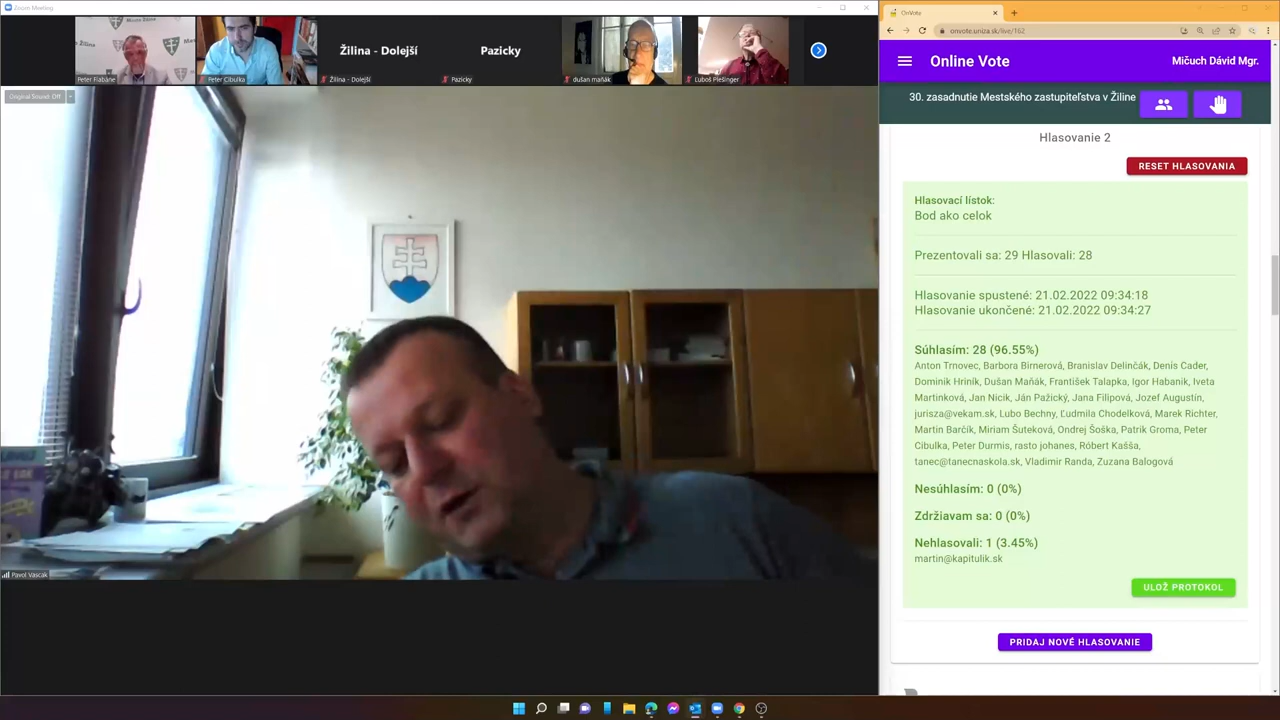 Zoom Meeting
Žilina
Peter Fiabáne
Peter Cibulka
Žilina - Dolejší
Žilina - Dolejší
Pazicky
Pazicky
dušan maňák
Luboš Plešinger
Original Sound: Off
Pavol Vascak
OnVote
onvote.uniza.sk/live/162
Online Vote
Mičuch Dávid Mgr.
30. zasadnutie Mestského zastupiteľstva v Žiline
Hlasovanie 2
RESET HLASOVANIA
Hlasovací lístok:
Bod ako celok
Prezentovali sa: 29 Hlasovali: 28
Hlasovanie spustené: 21.02.2022 09:34:18
Hlasovanie ukončené: 21.02.2022 09:34:27
Súhlasím: 28 (96.55%)
Anton Trnovec, Barbora Birnerová, Branislav Delinčák, Denis Cader,
Dominik Hriník, Dušan Maňák, František Talapka, Igor Habaník, Iveta
Martinková, Jan Nicik, Ján Pažický, Jana Filipová, Jozef Augustín,
jurisza@vekam.sk, Lubo Bechny, Ľudmila Chodelková, Marek Richter,
Martin Barčík, Miriam Šuteková, Ondrej Šoška, Patrik Groma, Peter
Cibulka, Peter Durmis, rasto johanes, Róbert Kašša,
tanec@tanecnaskola.sk, Vladimir Randa, Zuzana Balogová
Nesúhlasím: 0 (0%)
Zdržiavam sa: 0 (0%)
Nehlasovali: 1 (3.45%)
martin@kapitulik.sk
ULOŽ PROTOKOL
PRIDAJ NOVÉ HLASOVANIE